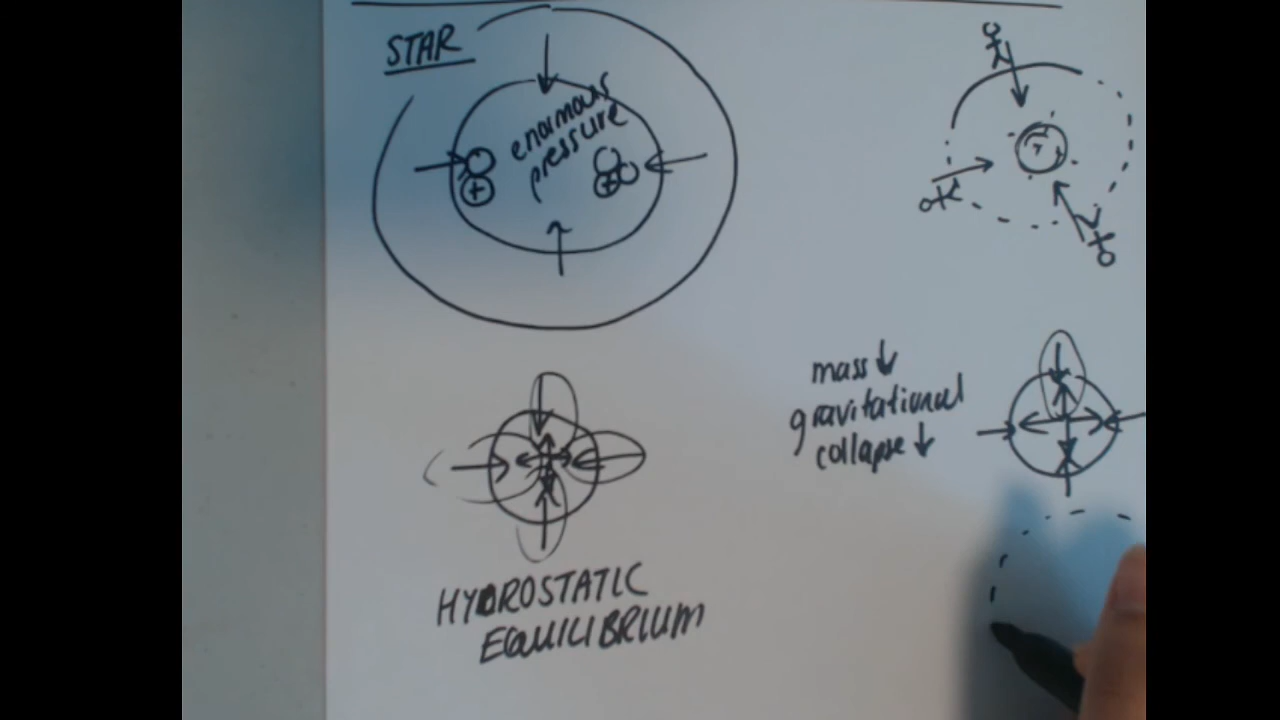 STAR
enormous
pressure
+
+
mass ↓
gravitational
collapse ↓
HYDROSTATIC
EQUILIBRIUM